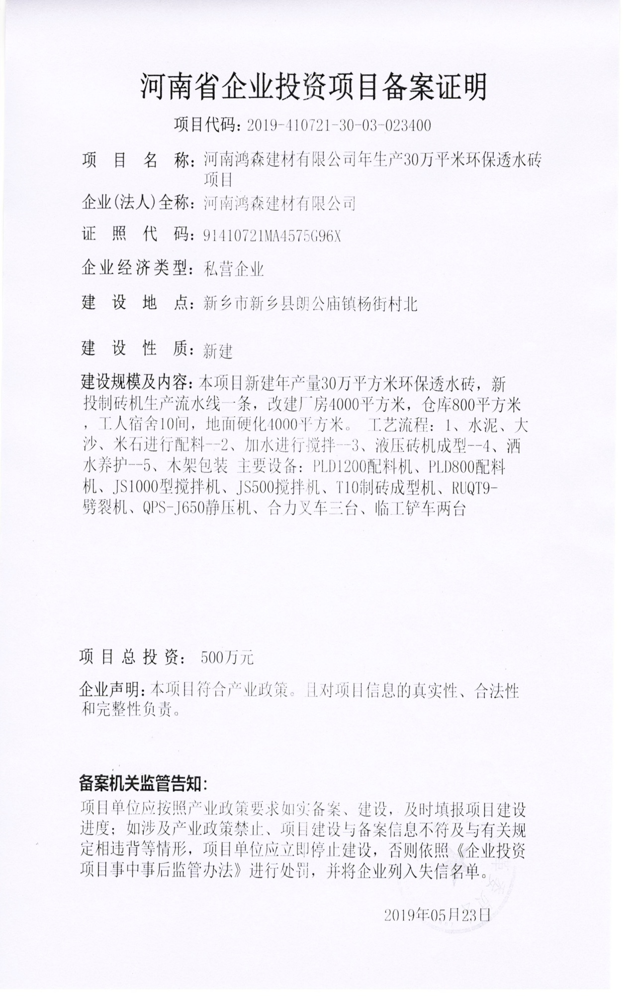 河南省企业投资项目备案证明
项目代码：2019-410721-30-03-023400
项目名称：河南鸿森建材有限公司年生产30万平米环保透水砖
项目
企业(法人)全称：河南鸿森建材有限公司
证照代码：91410721MA4575G96X
企业经济类型：私营企业
建设地点：新乡市新乡县朗公庙镇杨街村北
建设性质：新建
建设规模及内容：本项目新建年产量30万平方米环保透水砖，新
投制砖机生产流水线一条，改建厂房4000平方米，仓库800平方米
，工人宿舍10间，地面硬化4000平方米。 工艺流程：1、水泥、大
沙、米石进行配料--2、加水进行搅拌--3、液压砖机成型--4、洒
水养护--5、木架包装 主要设备：PLD1200配料机、PLD800配料
机、JS1000型搅拌机、JS500搅拌机、T10制砖成型机、RUQT9-
劈裂机、QPS-J650静压机、合力叉车三台、临工铲车两台
项目总投资： 500万元
企业声明：本项目符合产业政策。且对项目信息的真实性、合法性
和完整性负责。
备案机关监管告知：
项目单位应按照产业政策要求如实备案、建设，及时填报项目建设
进度；如涉及产业政策禁止、项目建设与备案信息不符及与有关规
定相违背等情形，项目单位应立即停止建设，否则依照《企业投资
项目事中事后监管办法》进行处罚，并将企业列入失信名单。
2019年05月23日